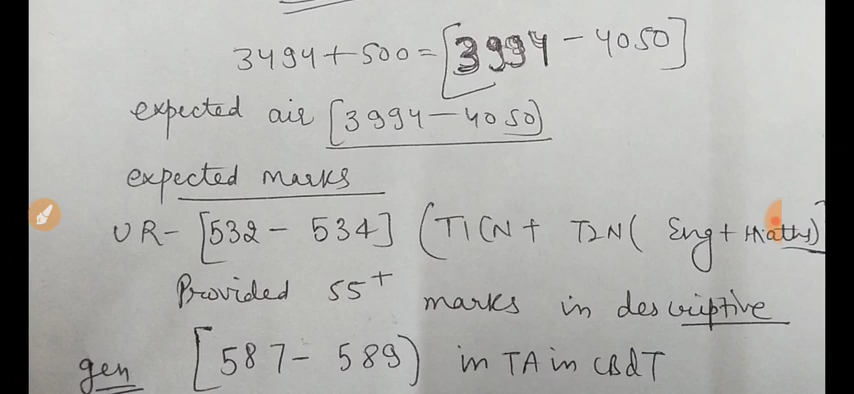 3494+500=[3994-4050]
expected air [3994-4050)
expected marks
UR- [532- 534] (T1(N+ T2N( Eng+Maths)
Provided 55+ marks in descriptive
gen [587- 589) in TA in CBdT